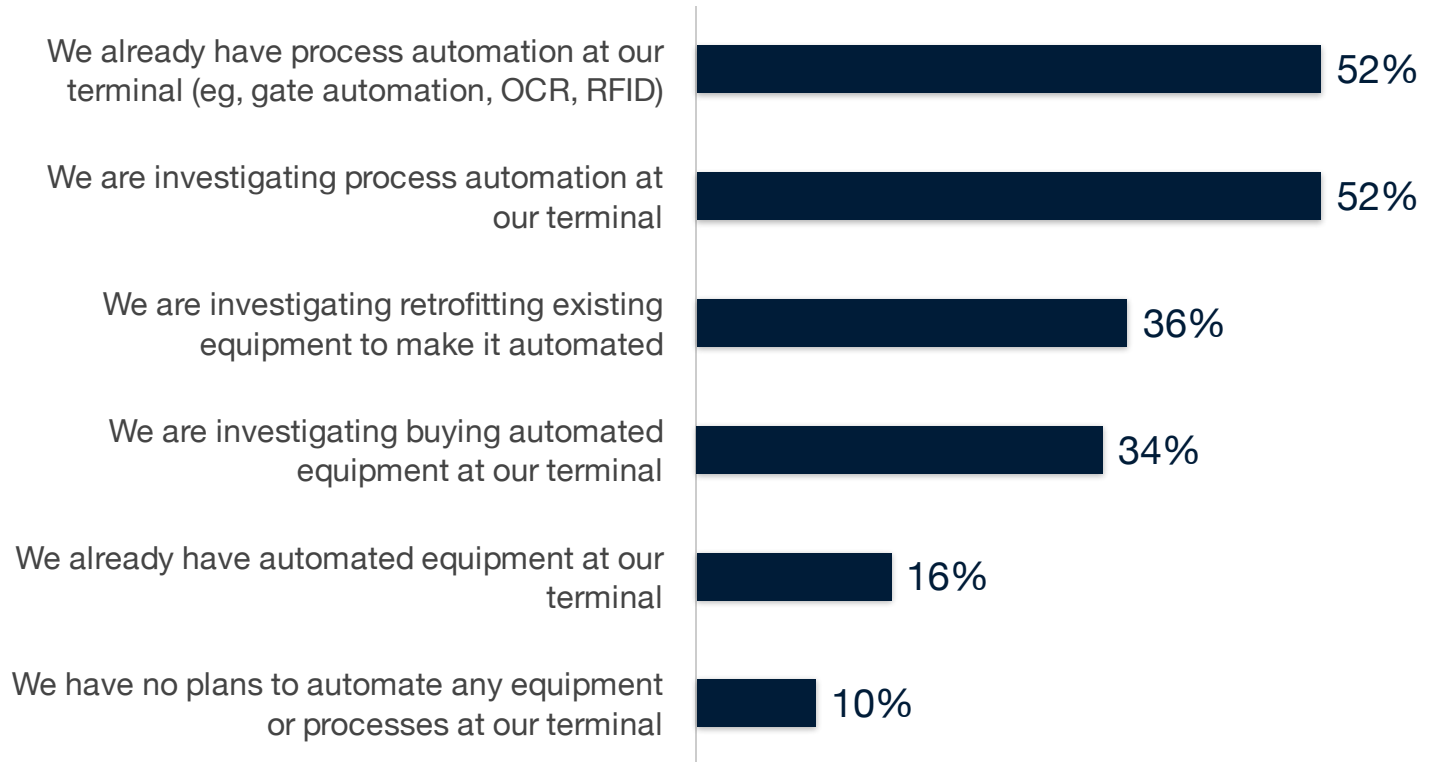 We already have process automation at our
terminal (eg, gate automation, OCR, RFID)
52%
We are investigating process automation at
our terminal
52%
We are investigating retrofitting existing
equipment to make it automated
36%
We are investigating buying automated
equipment at our terminal
34%
We already have automated equipment at our
terminal
16%
We have no plans to automate any equipment
or processes at our terminal
10%